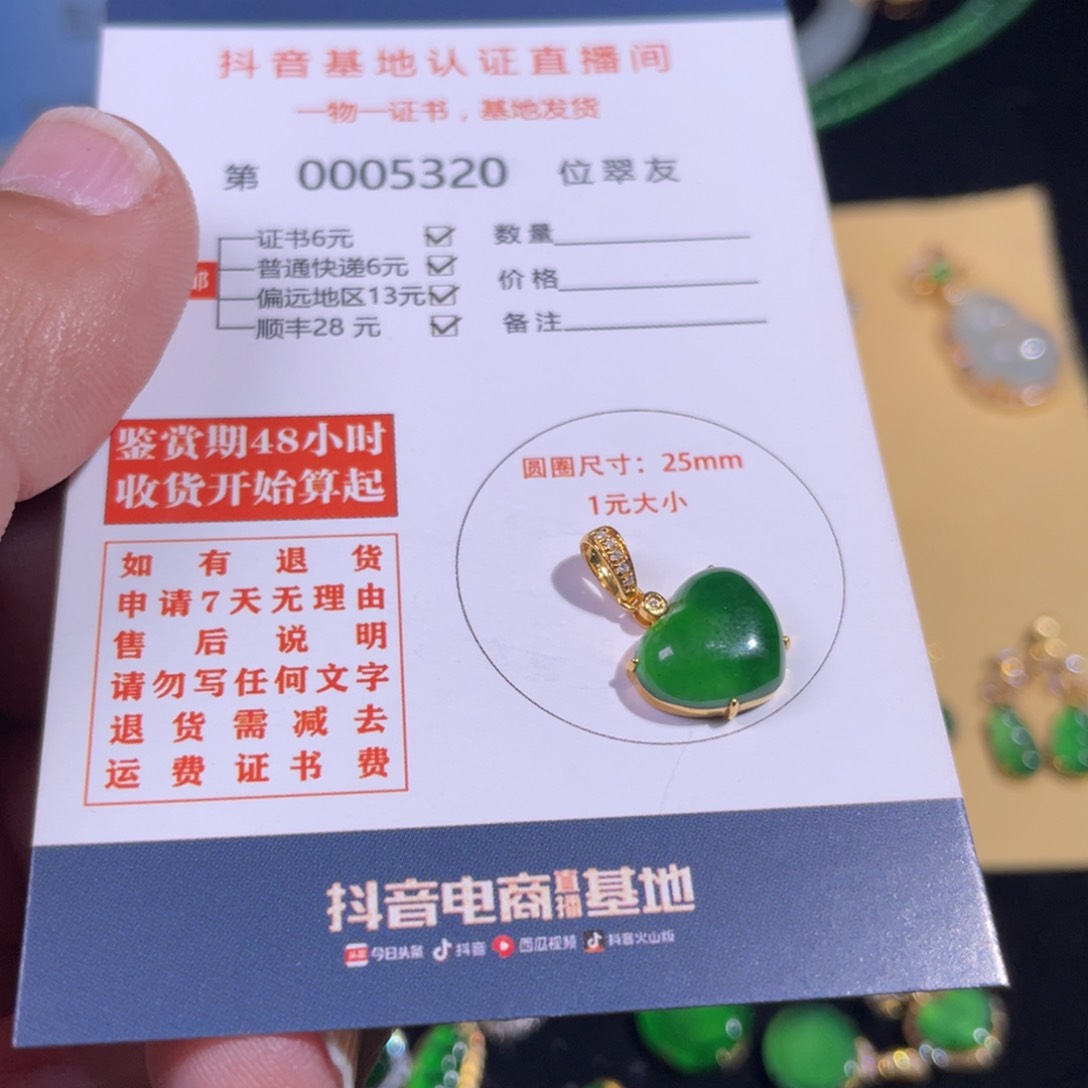 抖音基地认证直播间
一物一证书，基地发货
第 0005320 位翠友
邮
证书6元
普通快递6元
偏远地区13元
顺丰28 元
数量
价格
备注
鉴赏期48小时
收货开始算起
如有退货
申请7天无理由
售后说明
请勿写任何文字
退货需减去
运费证书费
圆圈尺寸：25mm
1元大小
抖音电商直播基地
头条 今日头条 抖音 西瓜视频 抖音火山版